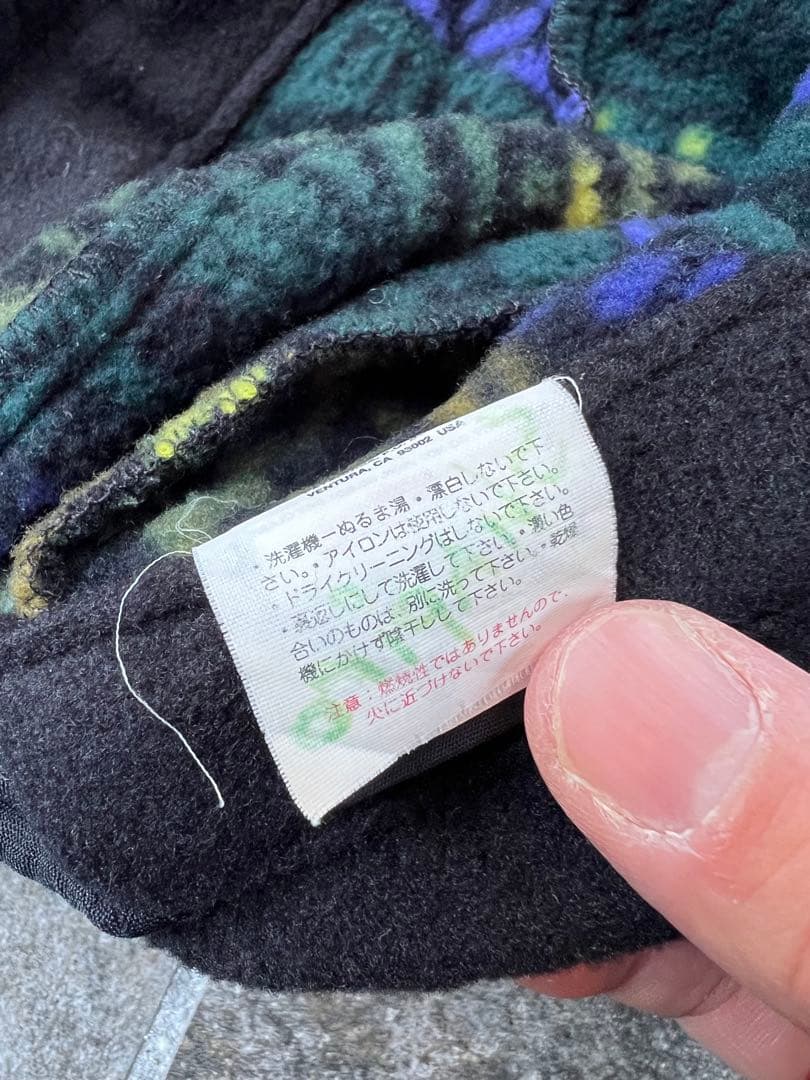 VENTURA, CA 93002 USA
・洗濯機ーぬるま湯・漂白しないで下
さい。・アイロンは使用しないで下さい。
・ドライクリーニングはしないで下さい。
・裏返しにして洗濯して下さい・濃い色
合いのものは、別に洗って下さい。・乾燥
機にかけず陰干しして下さい。
注意：燃焼性ではありませんので、
火に近づけないで下さい。